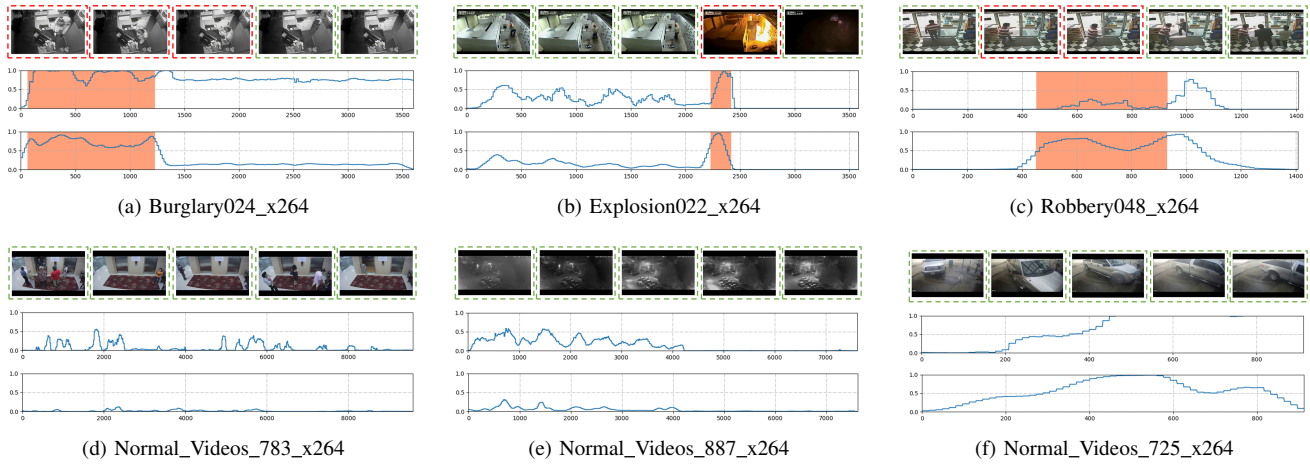 1.0
0.5
0.0
0 500 1000 1500 2000 2500 3000 3500
1.0
0.5
0.0
0 500 1000 1500 2000 2500 3000 3500
(a) Burglary024_x264
1.0
0.5
0.0
0 500 1000 1500 2000 2500 3000 3500
1.0
0.5
0.0
0 500 1000 1500 2000 2500 3000 3500
(b) Explosion022_x264
1.0
0.5
0.0
0 200 400 600 800 1000 1200 1400
1.0
0.5
0.0
0 200 400 600 800 1000 1200 1400
(c) Robbery048_x264
1.0
0.5
0.0
0 2000 4000 6000 8000
1.0
0.5
0.0
0 2000 4000 6000 8000
(d) Normal_Videos_783_x264
1.0
0.5
0.0
0 1000 2000 3000 4000 5000 6000 7000
1.0
0.5
0.0
0 1000 2000 3000 4000 5000 6000 7000
(e) Normal_Videos_887_x264
1.0
0.5
0.0
0 200 400 600 800
1.0
0.5
0.0
0 200 400 600 800
(f) Normal_Videos_725_x264